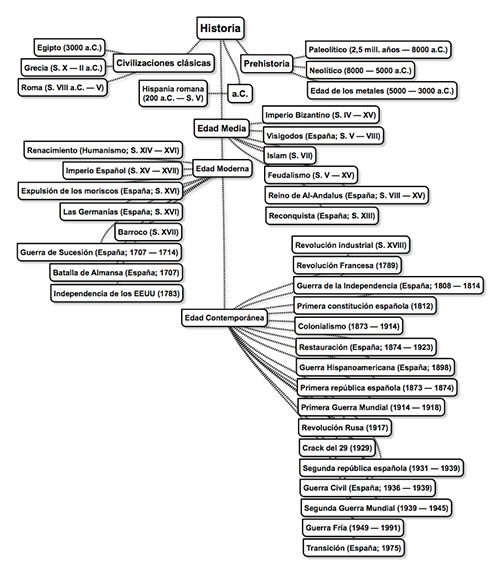 Historia
Egipto (3000 a.C.)
Grecia (S. X — II a.C.)
Roma (S. VIII a.C. — V)
Civilizaciones clásicas
Prehistoria
Paleolítico (2,5 mill. años — 8000 a.C.)
Neolítico (8000 — 5000 a.C.)
Edad de los metales (5000 — 3000 a.C.)
Hispania romana
(200 a.C. — S. V)
a.C.
Edad Media
Imperio Bizantino (S. IV — XV)
Visigodos (España; S. V — VIII)
Islam (S. VII)
Feudalismo (S. V — XV)
Reino de Al-Andalus (España; S. VIII — XV)
Reconquista (España; S. XIII)
Edad Moderna
Renacimiento (Humanismo; S. XIV — XVI)
Imperio Español (S. XV — XVII)
Expulsión de los moriscos (España; S. XVI)
Las Germanías (España; S. XVI)
Barroco (S. XVII)
Guerra de Sucesión (España; 1707 — 1714)
Batalla de Almansa (España; 1707)
Independencia de los EEUU (1783)
Edad Contemporánea
Revolución industrial (S. XVIII)
Revolución Francesa (1789)
Guerra de la Independencia (España; 1808 — 1814
Primera constitución española (1812)
Colonialismo (1873 — 1914)
Restauración (España; 1874 — 1923)
Guerra Hispanoamericana (España; 1898)
Primera república española (1873 — 1874)
Primera Guerra Mundial (1914 — 1918)
Revolución Rusa (1917)
Crack del 29 (1929)
Segunda república española (1931 — 1939)
Guerra Civil (España; 1936 — 1939)
Segunda Guerra Mundial (1939 — 1945)
Guerra Fría (1949 — 1991)
Transición (España; 1975)